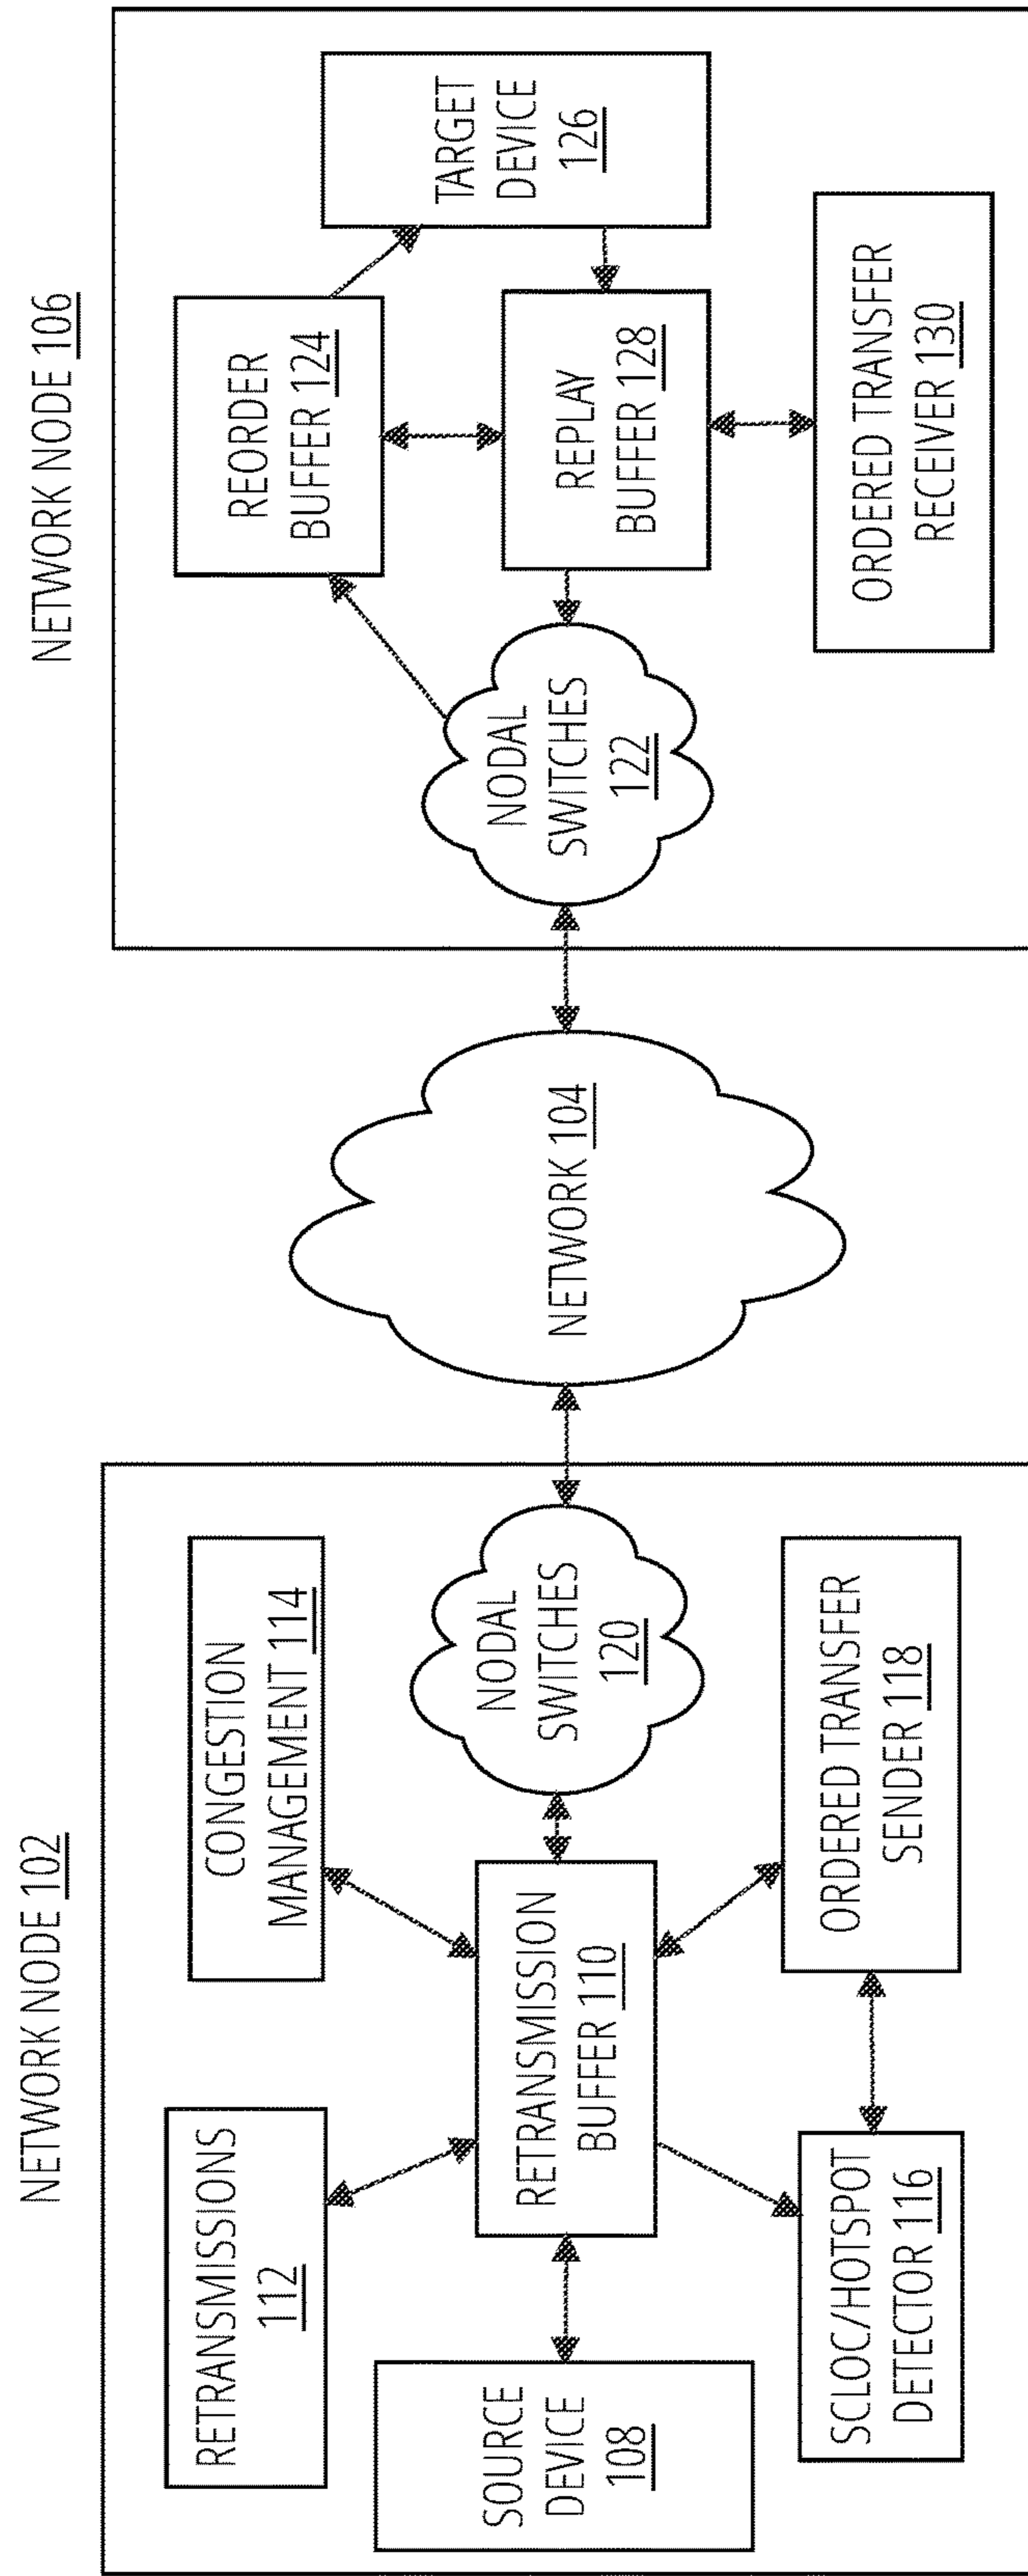 NETWORK NODE 102
RETRANSMISSIONS
112
CONGESTION
MANAGEMENT 114
SOURCE
DEVICE
108
RETRANSMISSION
BUFFER 110
NODAL
SWITCHES
120
SCLOC/HOTSPOT
DETECTOR 116
ORDERED TRANSFER
SENDER 118
NETWORK 104
NETWORK NODE 106
REORDER
BUFFER 124
TARGET
DEVICE
126
NODAL
SWITCHES
122
REPLAY
BUFFER 128
ORDERED TRANSFER
RECEIVER 130